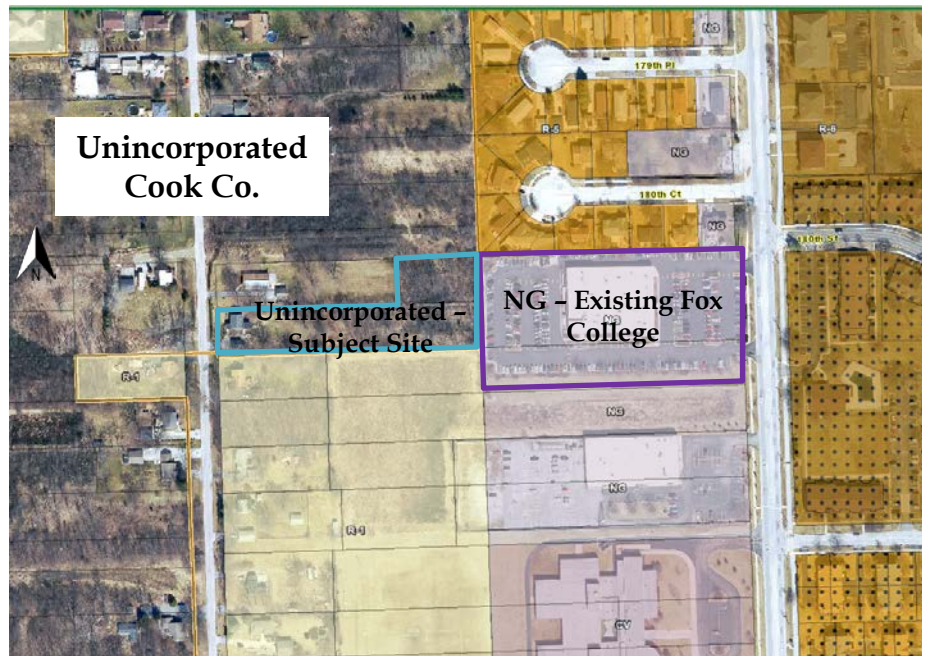 NG
179th Pl
R-5
R-6
Unincorporated
Cook Co.
NG
180th Ct
NG
180th St
N
– Unincorporated –
Subject Site
NG – Existing Fox
College
NG
R-1
NG
NG
R-1
CV